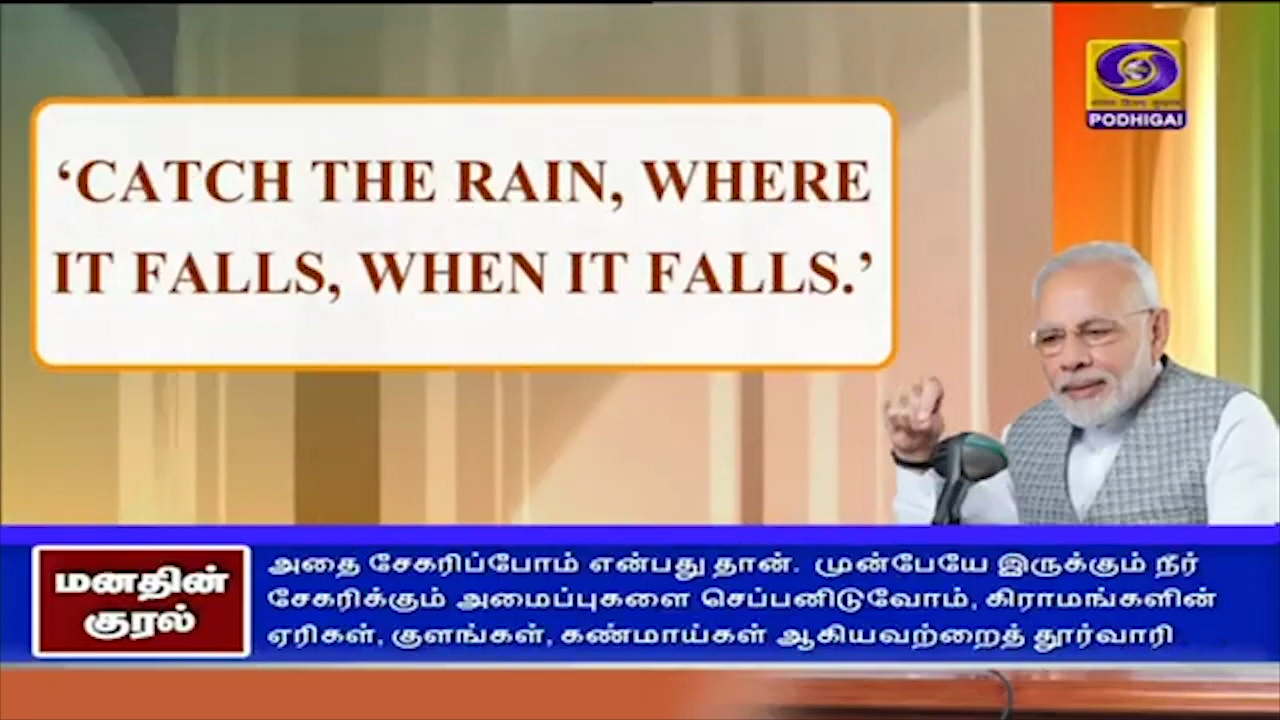 PODHIGAI
‘CATCH THE RAIN, WHERE
IT FALLS, WHEN IT FALLS.’
மனதின்
குரல்
அதை சேகரிப்போம் என்பது தான். முன்பேயே இருக்கும் நீர்
சேகரிக்கும் அமைப்புகளை செப்பனிடுவோம், கிராமங்களின்
ஏரிகள், குளங்கள், கண்மாய்கள் ஆகியவற்றைத் தூர்வாரி